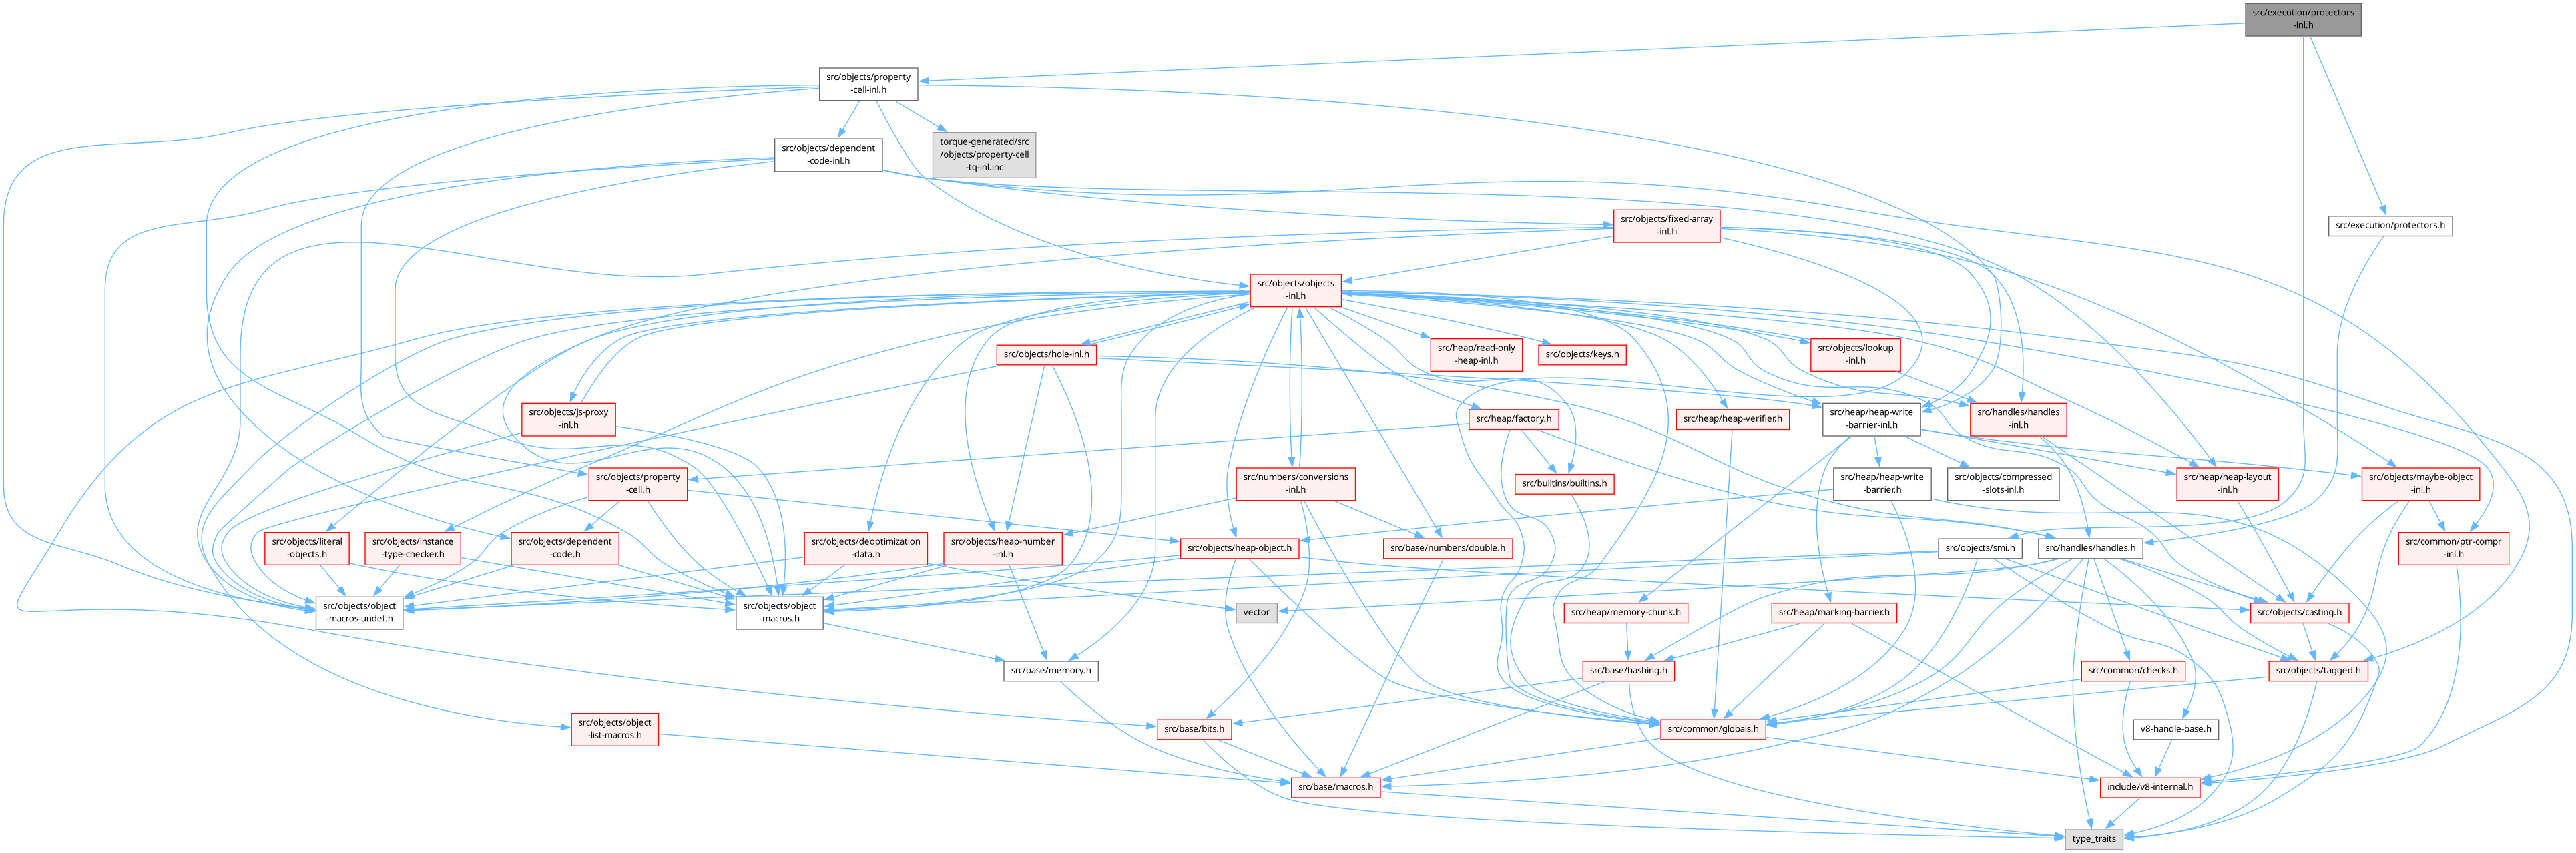 src/execution/protectors
-inl.h
src/objects/property
-cell-inl.h
src/objects/dependent
-code-inl.h
torque-generated/src
/objects/property-cell
-tq-inl.inc
src/objects/fixed-array
-inl.h
src/execution/protectors.h
src/objects/objects
-inl.h
src/objects/hole-inl.h
src/heap/read-only
-heap-inl.h
src/objects/keys.h
src/objects/lookup
-inl.h
src/objects/js-proxy
-inl.h
src/heap/factory.h
src/heap/heap-verifier.h
src/heap/heap-write
-barrier-inl.h
src/handles/handles
-inl.h
src/objects/property
-cell.h
src/numbers/conversions
-inl.h
src/builtins/builtins.h
src/heap/heap-write
-barrier.h
src/objects/compressed
-slots-inl.h
src/heap/heap-layout
-inl.h
src/objects/maybe-object
-inl.h
src/objects/literal
-objects.h
src/objects/instance
-type-checker.h
src/objects/dependent
-code.h
src/objects/deoptimization
-data.h
src/objects/heap-number
-inl.h
src/objects/heap-object.h
src/base/numbers/double.h
src/objects/smi.h
src/handles/handles.h
src/common/ptr-compr
-inl.h
src/objects/object
-macros-undef.h
src/objects/object
-macros.h
vector
src/heap/memory-chunk.h
src/heap/marking-barrier.h
src/objects/casting.h
src/base/memory.h
src/base/hashing.h
src/common/checks.h
src/objects/tagged.h
src/objects/object
-list-macros.h
src/base/bits.h
src/common/globals.h
v8-handle-base.h
src/base/macros.h
include/v8-internal.h
type_traits